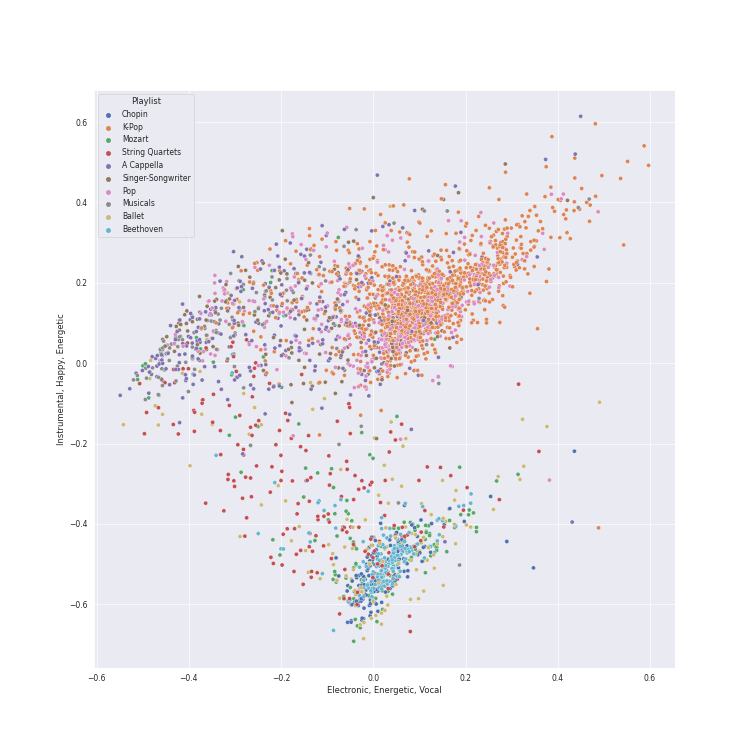 Playlist
Chopin
K-Pop
Mozart
String Quartets
A Cappella
Singer-Songwriter
Pop
Musicals
Ballet
Beethoven
0.6
0.4
0.2
0.0
−0.2
−0.4
−0.6
Instrumental, Happy, Energetic
−0.6
−0.4
−0.2
0.0
0.2
0.4
0.6
Electronic, Energetic, Vocal